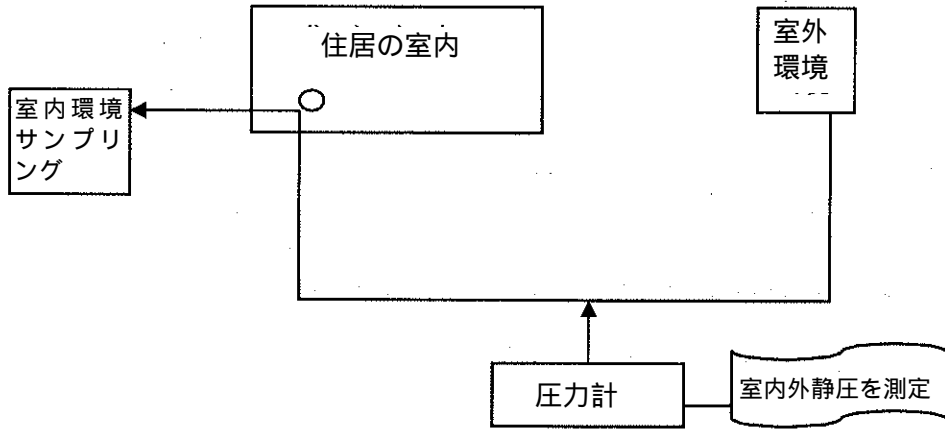 住居の室内
室外
環境
室内環境
サンプリ
ング
圧力計
室内外静圧を測定